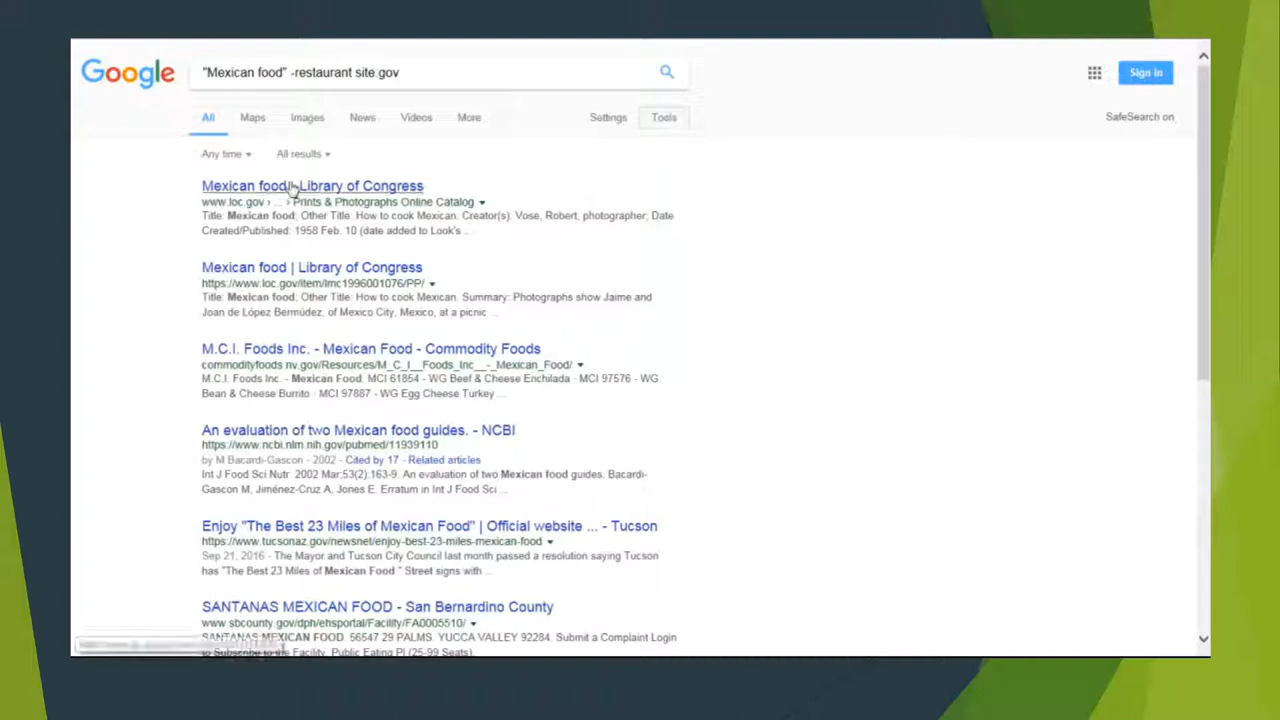 Google
"Mexican food" -restaurant site:gov
Sign in
All Maps Images News Videos More Settings Tools
SafeSearch on
Any time All results
Mexican food | Library of Congress
www.loc.gov › ... › Prints & Photographs Online Catalog
Title: Mexican food; Other Title: How to cook Mexican. Creator(s): Vose, Robert, photographer; Date
Created/Published: 1958 Feb. 10 (date added to Look's ...
Mexican food | Library of Congress
https://www.loc.gov/item/lmc1996001076/PP/
Title: Mexican food; Other Title: How to cook Mexican. Summary: Photographs show Jaime and
Joan de López Bermúdez, of Mexico City, Mexico, at a picnic ...
M.C.I. Foods Inc. - Mexican Food - Commodity Foods
commodityfoods.nv.gov/Resources/M_C_I__Foods_Inc__-_Mexican_Food/
M.C.I. Foods Inc. - Mexican Food. MCI 61854 - WG Beef & Cheese Enchilada · MCI 97576 - WG
Bean & Cheese Burrito · MCI 97887 - WG Egg Cheese Turkey ...
An evaluation of two Mexican food guides. - NCBI
https://www.ncbi.nlm.nih.gov/pubmed/11939110
by M Bacardi-Gascon - 2002 - Cited by 17 - Related articles
Int J Food Sci Nutr. 2002 Mar;53(2):163-9. An evaluation of two Mexican food guides. Bacardi-
Gascon M, Jiménez-Cruz A, Jones E. Erratum in Int J Food Sci ...
Enjoy "The Best 23 Miles of Mexican Food" | Official website ... - Tucson
https://www.tucsonaz.gov/newsnet/enjoy-best-23-miles-mexican-food
Sep 21, 2016 - The Mayor and Tucson City Council last month passed a resolution saying Tucson
has "The Best 23 Miles of Mexican Food." Street signs with ...
SANTANAS MEXICAN FOOD - San Bernardino County
www.sbcounty.gov/dph/ehsportal/Facility/FA0005510/
SANTANAS MEXICAN FOOD. 56547 29 PALMS. YUCCA VALLEY 92284. Submit a Complaint Login
to Subscribe to the Facility. Public Eating Pl (25-99 Seats).